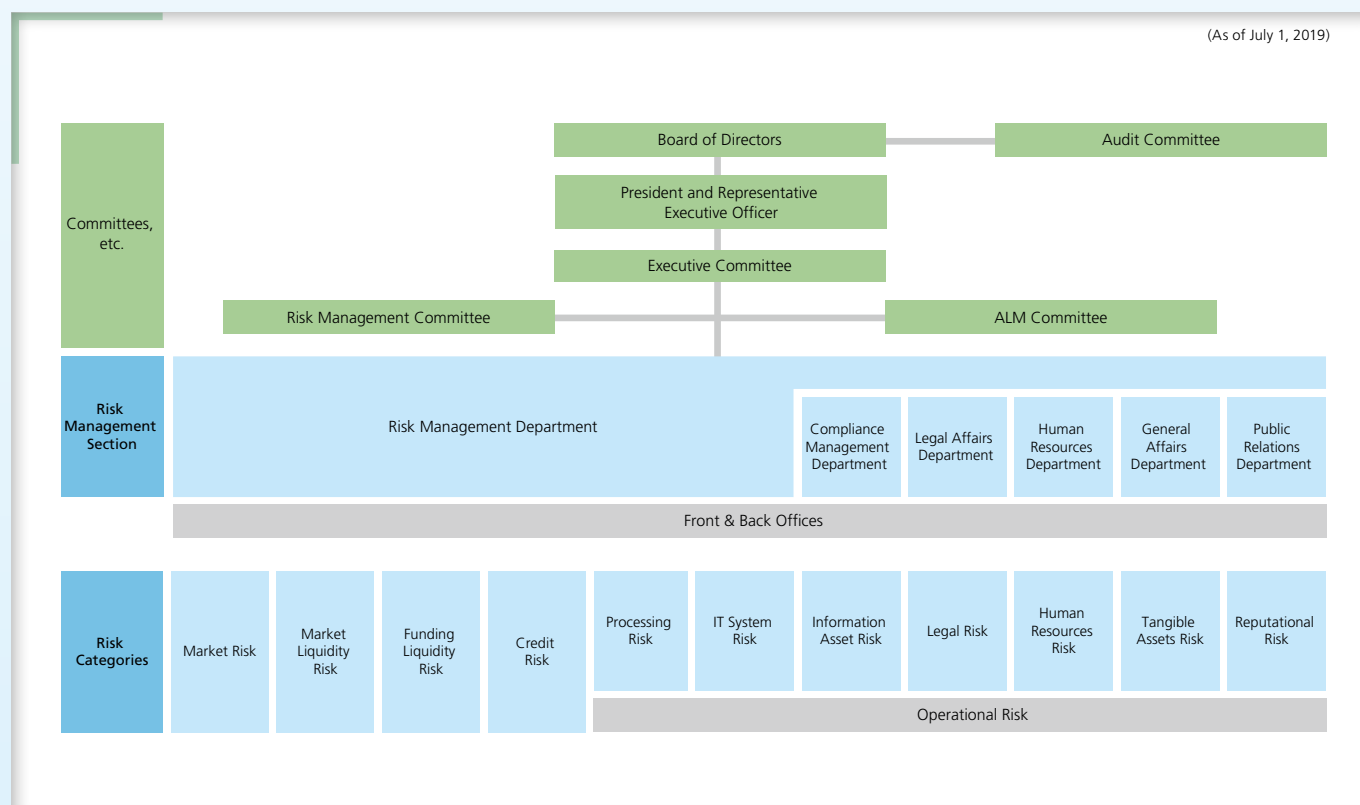 (As of July 1, 2019)
Committees,
etc.
Board of Directors
Audit Committee
President and Representative
Executive Officer
Executive Committee
Risk Management Committee
ALM Committee
Risk
Management
Section
Risk Management Department
Compliance
Management
Department
Legal Affairs
Department
Human
Resources
Department
General
Affairs
Department
Public
Relations
Department
Front & Back Offices
Risk
Categories
Market Risk
Market
Liquidity
Risk
Funding
Liquidity
Risk
Credit
Risk
Processing
Risk
IT System
Risk
Information
Asset Risk
Legal Risk
Human
Resources
Risk
Tangible
Assets Risk
Reputational
Risk
Operational Risk